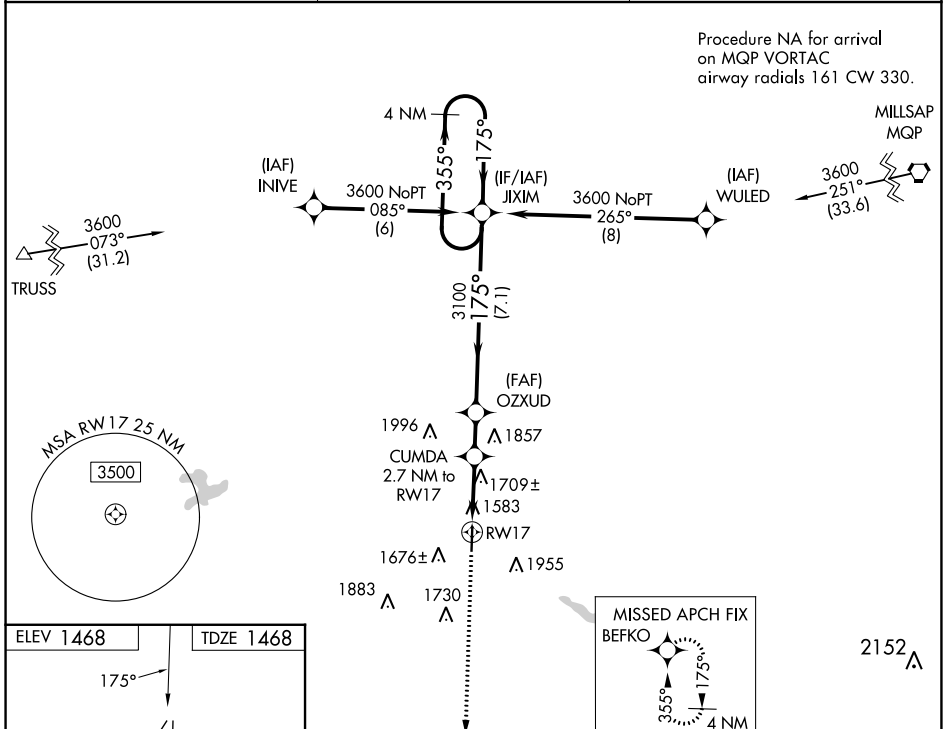 Procedure NA for arrival
on MQP VORTAC
airway radials 161 CW 330.
MILLSAP
MQP
4 NM
355°
175°
(IAF)
INIVE
3600 NoPT
085°
(6)
(IF/IAF)
JIXIM
3600 NoPT
265°
(8)
(IAF)
WULED
3600
251°
(33.6)
3600
073°
(31.2)
TRUSS
3100
175°
(7.1)
(FAF)
OZXUD
1996
1857
CUMDA
2.7 NM to
RW17
1709±
1583
RW17
MSA RW17 25 NM
3500
1676±
1955
1883
1730
ELEV 1468
TDZE 1468
175°
MISSED APCH FIX
BEFKO
355°
175°
4 NM
2152